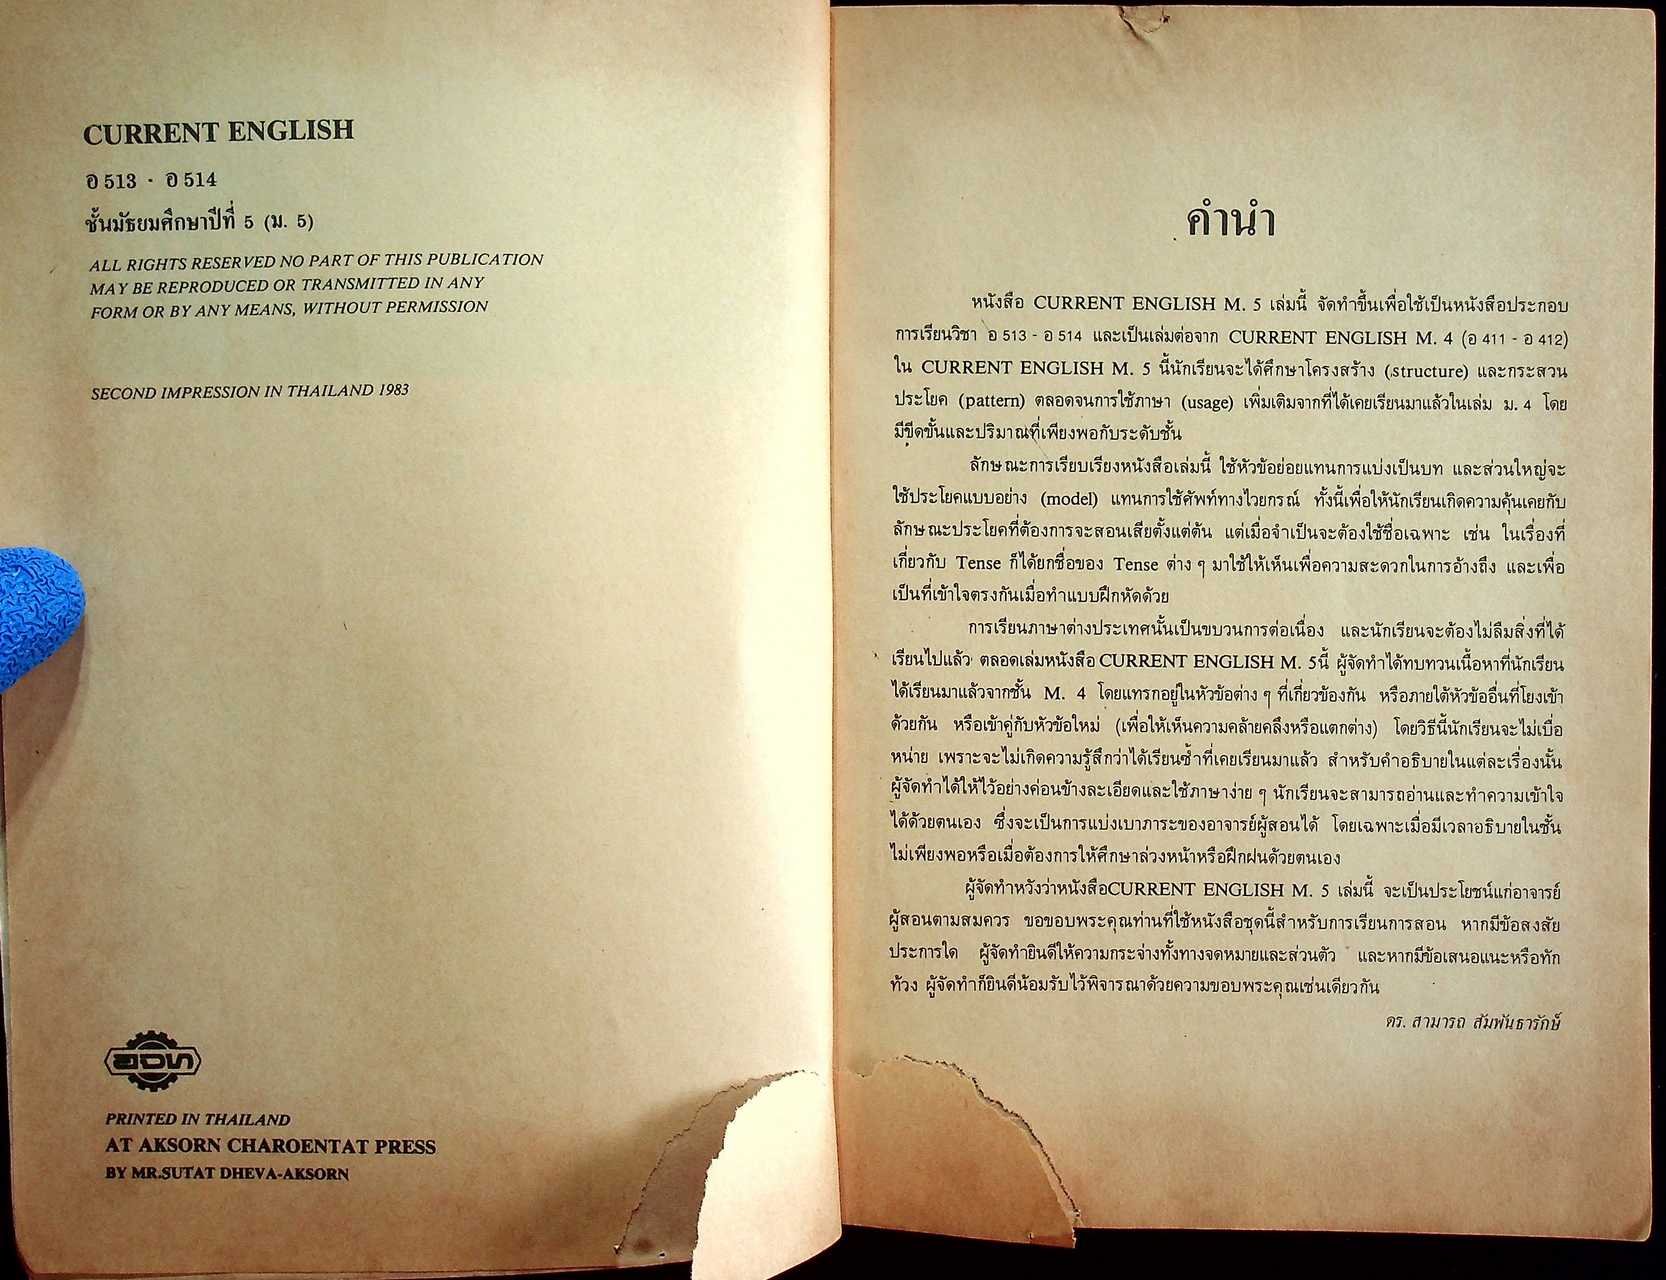 CURRENT ENGLISH
อ 513 - อ 514
ชั้นมัธยมศึกษาปีที่ 5 (ม. 5)
ALL RIGHTS RESERVED NO PART OF THIS PUBLICATION
MAY BE REPRODUCED OR TRANSMITTED IN ANY
FORM OR BY ANY MEANS, WITHOUT PERMISSION
SECOND IMPRESSION IN THAILAND 1983
อจท
PRINTED IN THAILAND
AT AKSORN CHAROENTAT PRESS
BY MR.SUTAT DHEVA-AKSORN
คำนำ
หนังสือ CURRENT ENGLISH M. 5 เล่มนี้ จัดทำขึ้นเพื่อใช้เป็นหนังสือประกอบ
การเรียนวิชา อ 513 - อ 514 และเป็นเล่มต่อจาก CURRENT ENGLISH M. 4 (อ 411 - อ 412)
ใน CURRENT ENGLISH M. 5 นี้นักเรียนจะได้ศึกษาโครงสร้าง (structure) และกระสวน
ประโยค (pattern) ตลอดจนการใช้ภาษา (usage) เพิ่มเติมจากที่ได้เคยเรียนมาแล้วในเล่ม ม. 4 โดย
มีขีดขั้นและปริมาณที่เพียงพอกับระดับชั้น
ลักษณะการเรียบเรียงหนังสือเล่มนี้ ใช้หัวข้อย่อยแทนการแบ่งเป็นบท และส่วนใหญ่จะ
ใช้ประโยคแบบอย่าง (model) แทนการใช้ศัพท์ทางไวยกรณ์ ทั้งนี้เพื่อให้นักเรียนเกิดความคุ้นเคยกับ
ลักษณะประโยคที่ต้องการจะสอนเสียตั้งแต่ต้น แต่เมื่อจำเป็นจะต้องใช้ชื่อเฉพาะ เช่น ในเรื่องที่
เกี่ยวกับ Tense ก็ได้ยกชื่อของ Tense ต่าง ๆ มาใช้ให้เห็นเพื่อความสะดวกในการอ้างถึง และเพื่อ
เป็นที่เข้าใจตรงกันเมื่อทำแบบฝึกหัดด้วย
การเรียนภาษาต่างประเทศนั้นเป็นขบวนการต่อเนื่อง และนักเรียนจะต้องไม่ลืมสิ่งที่ได้
เรียนไปแล้ว ตลอดเล่มหนังสือ CURRENT ENGLISH M. 5นี้ ผู้จัดทำได้ทบทวนเนื้อหาที่นักเรียน
ได้เรียนมาแล้วจากชั้น M. 4 โดยแทรกอยู่ในหัวข้อต่าง ๆ ที่เกี่ยวข้องกัน หรือภายใต้หัวข้ออื่นที่โยงเข้า
ด้วยกัน หรือเข้าคู่กับหัวข้อใหม่ (เพื่อให้เห็นความคล้ายคลึงหรือแตกต่าง) โดยวิธีนี้นักเรียนจะไม่เบื่อ
หน่าย เพราะจะไม่เกิดความรู้สึกว่าได้เรียนซ้ำที่เคยเรียนมาแล้ว สำหรับคำอธิบายในแต่ละเรื่องนั้น
ผู้จัดทำได้ให้ไว้อย่างค่อนข้างละเอียดและใช้ภาษาง่าย ๆ นักเรียนจะสามารถอ่านและทำความเข้าใจ
ได้ด้วยตนเอง ซึ่งจะเป็นการแบ่งเบาภาระของอาจารย์ผู้สอนได้ โดยเฉพาะเมื่อมีเวลาอธิบายในชั้น
ไม่เพียงพอหรือเมื่อต้องการให้ศึกษาล่วงหน้าหรือฝึกฝนด้วยตนเอง
ผู้จัดทำหวังว่าหนังสือCURRENT ENGLISH M. 5 เล่มนี้ จะเป็นประโยชน์แก่อาจารย์
ผู้สอนตามสมควร ขอขอบพระคุณท่านที่ใช้หนังสือชุดนี้สำหรับการเรียนการสอน หากมีข้อสงสัย
ประการใด ผู้จัดทำยินดีให้ความกระจ่างทั้งทางจดหมายและส่วนตัว และหากมีข้อเสนอแนะหรือทัก
ท้วง ผู้จัดทำก็ยินดีน้อมรับไว้พิจารณาด้วยความขอบพระคุณเช่นเดียวกัน
ดร. สามารถ สัมพันธารักษ์